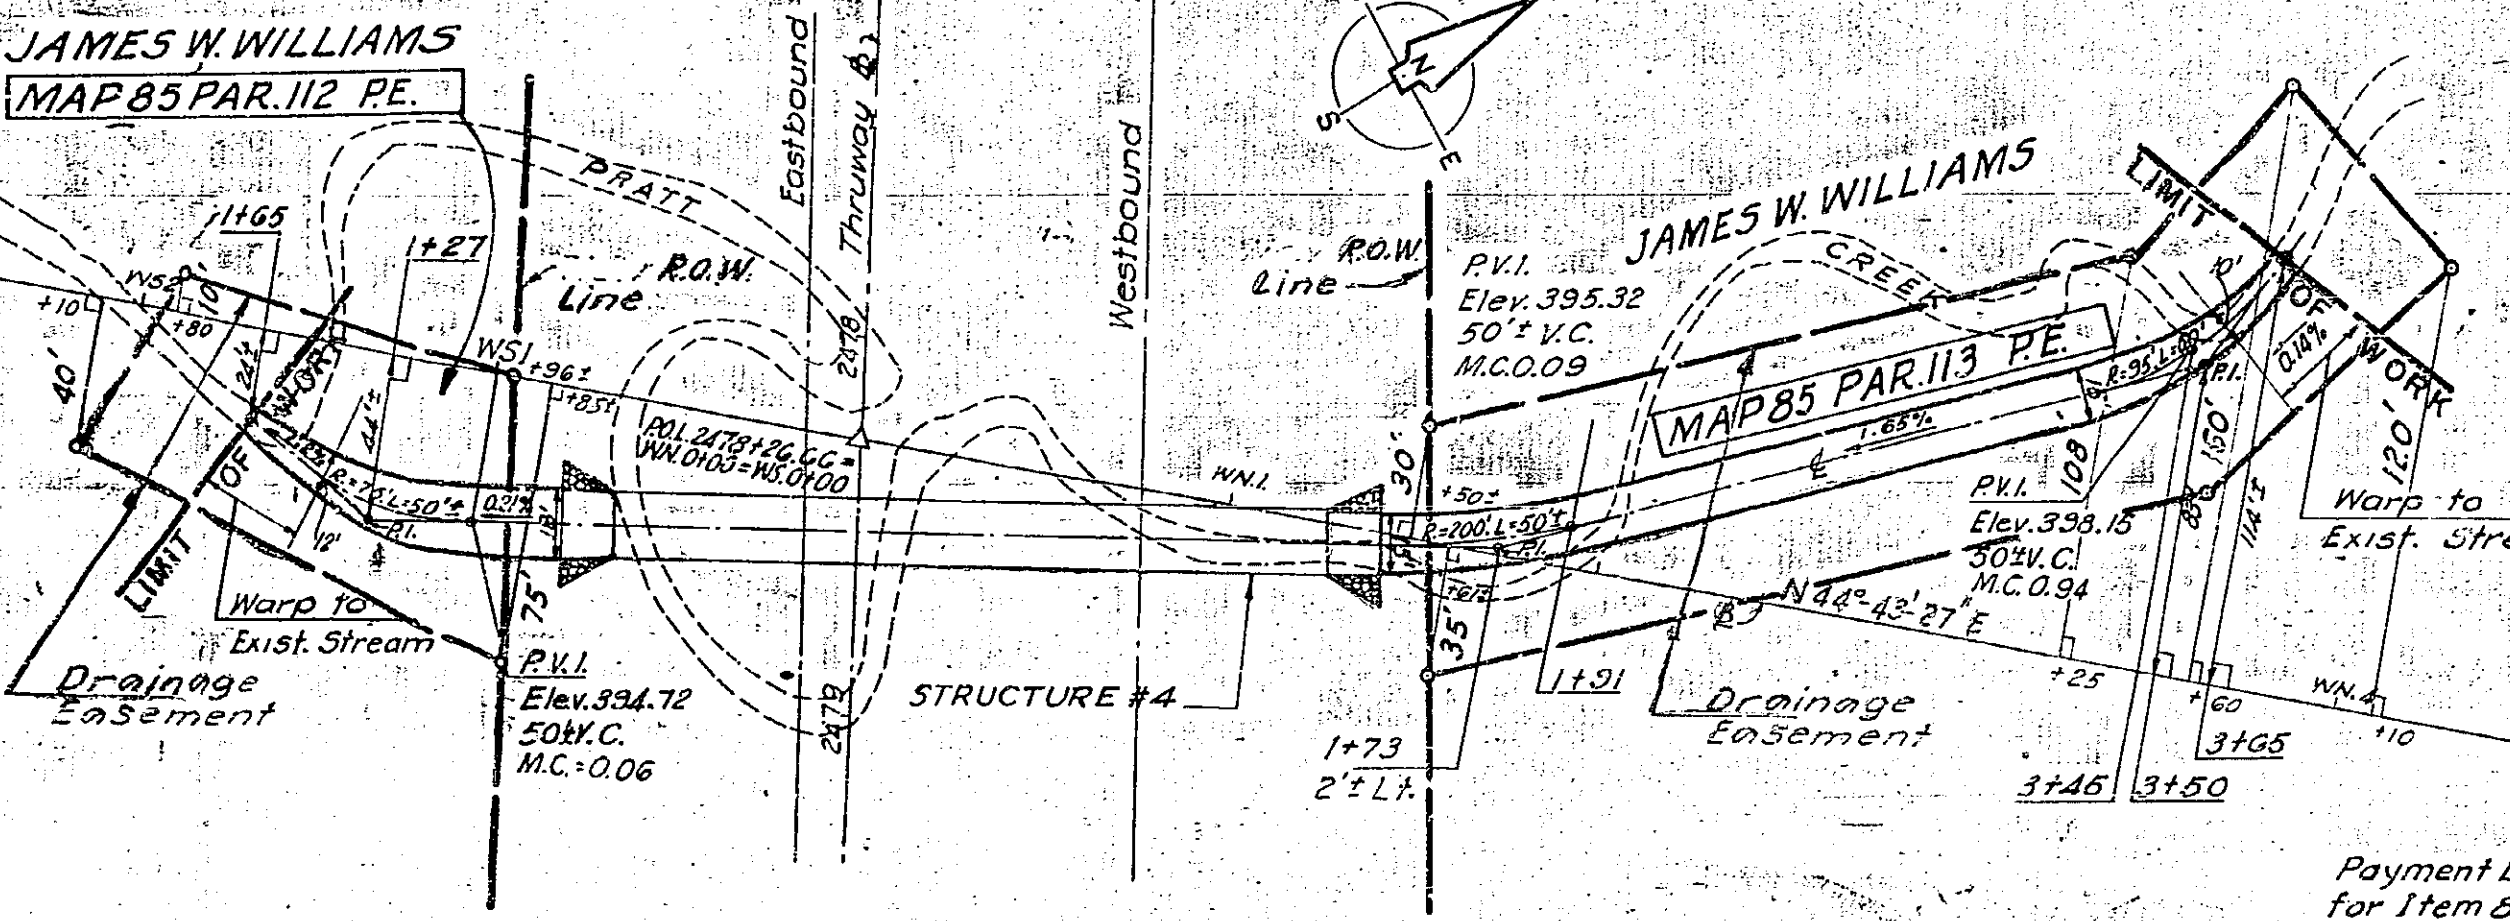 JAMES W. WILLIAMS
MAP 85 PAR. 112 P.E.
1+65
1+27
PRATT
Eastbound
Thruway
Westbound
N
S
E
R.O.W.
Line
R.O.W.
Line
P.V.I.
Elev. 395.32
50'± V.C.
M.C. 0.09
JAMES W. WILLIAMS
CREEK
MAP 85 PAR. 113 P.E.
LIMIT
OF
WORK
10'
0.14%
WS2
+10
+80
10'
40'
24'±
44'±
WS1
+96±
+85±
2478
P.O.L. 2478+26.66=
WN.0+00=WS.0+00
WN.1
30'
+50±
R=200' L=50'±
P.I.
1.65%
℄
P.I.
108'
150'
120'
85'
114'±
LIMIT
OF
WORK
12'
L=50'±
0.21%
P.I.
75'
Warp to
Exist. Stream
Drainage
Easement
P.V.I.
Elev. 394.72
50'± V.C.
M.C.=0.06
2479
STRUCTURE #4
+61±
35'
1+73
2'± Lt.
1+91
Drainage
Easement
N 44°-43'-27" E
P.V.I.
Elev. 398.15
50'± V.C.
M.C. 0.94
+25
+60
WN.4
+10
3+65
3+46
3+50
Warp to
Exist. Stre
Payment
for Item